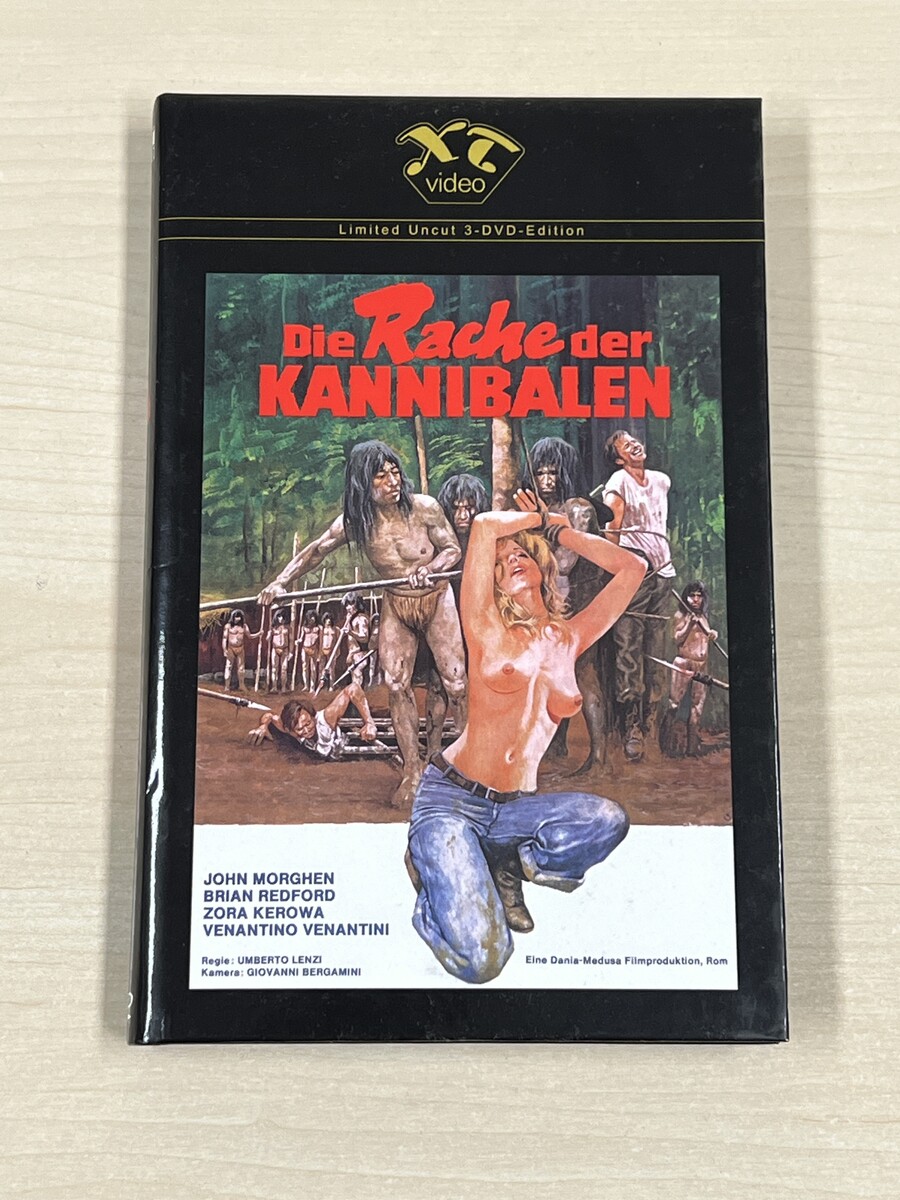 XT
video
Limited Uncut 3-DVD-Edition
Die Rache der
KANNIBALEN
JOHN MORGHEN
BRIAN REDFORD
ZORA KEROWA
VENANTINO VENANTINI
Regie: UMBERTO LENZI
Kamera: GIOVANNI BERGAMINI
Eine Dania-Medusa Filmproduktion, Rom